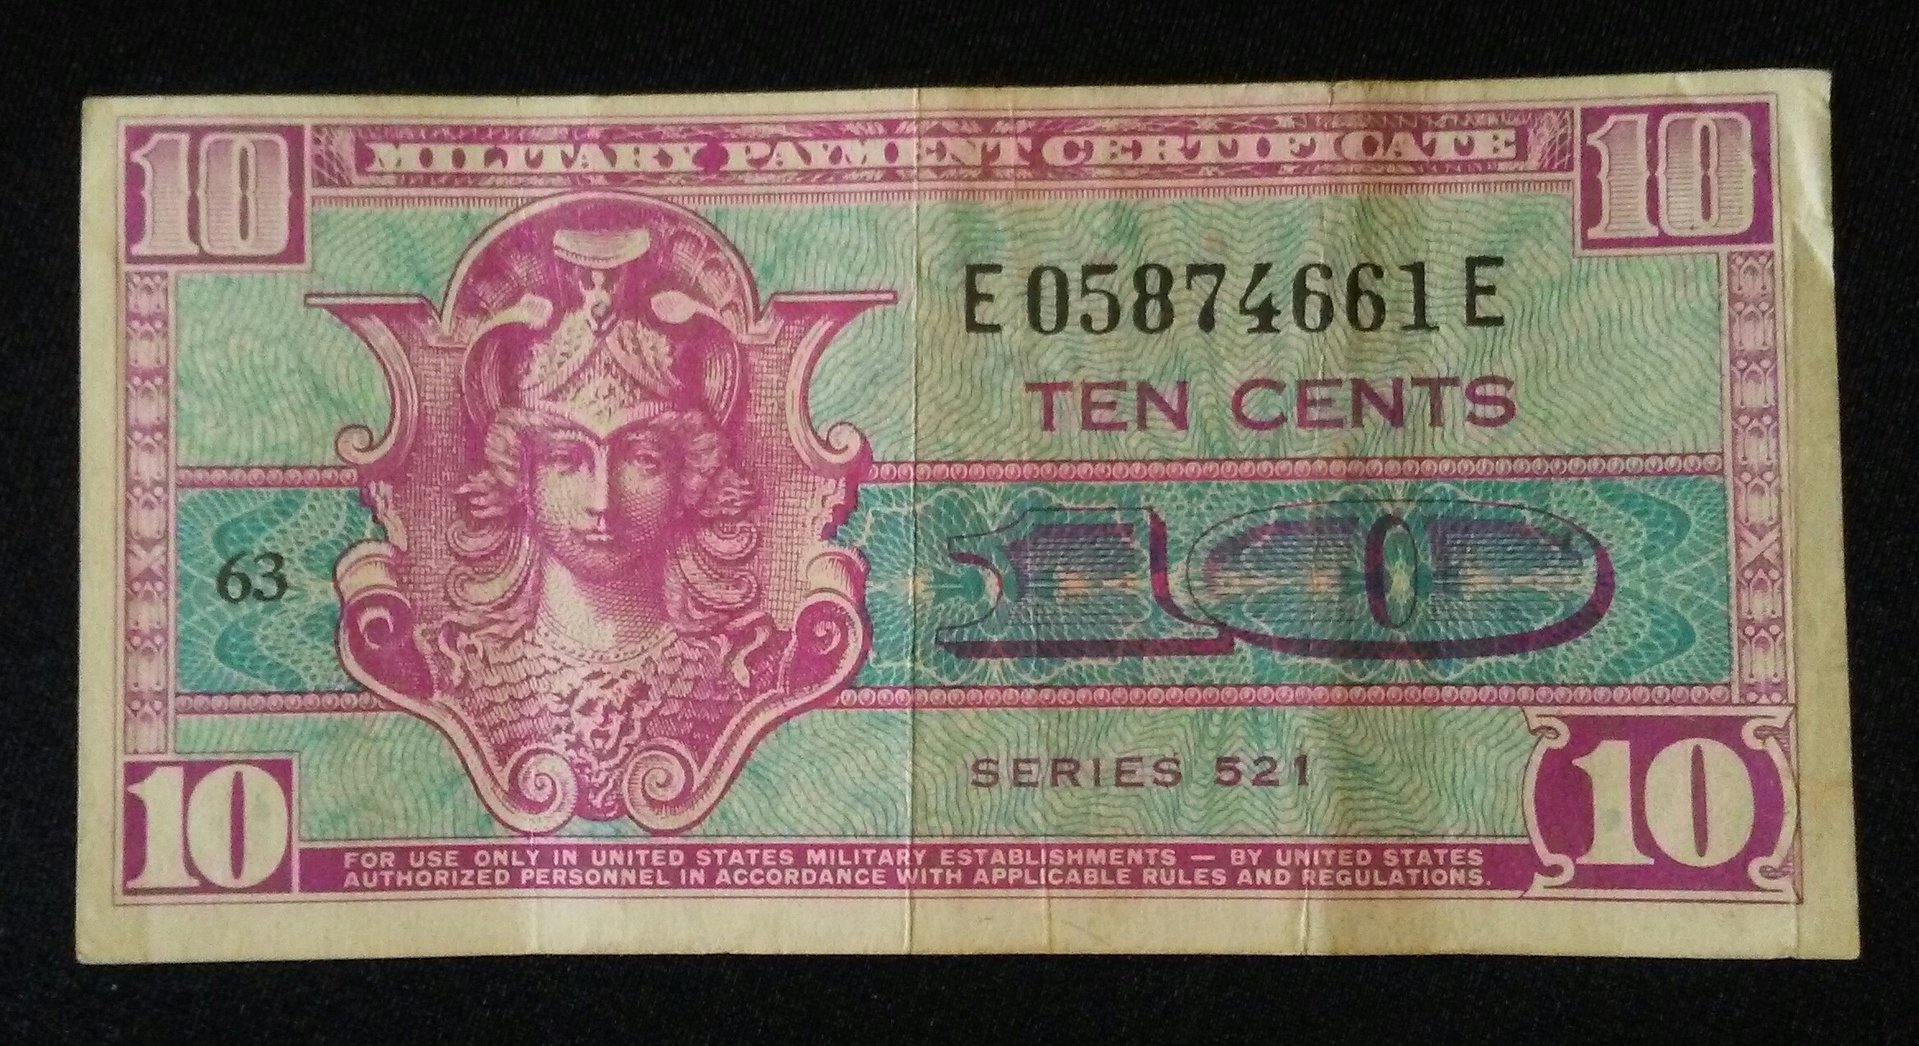 10 MILITARY PAYMENT CERTIFICATE 10
E05874661E
TEN CENTS
63
10
SERIES 521
10
10
FOR USE ONLY IN UNITED STATES MILITARY ESTABLISHMENTS — BY UNITED STATES
AUTHORIZED PERSONNEL IN ACCORDANCE WITH APPLICABLE RULES AND REGULATIONS.